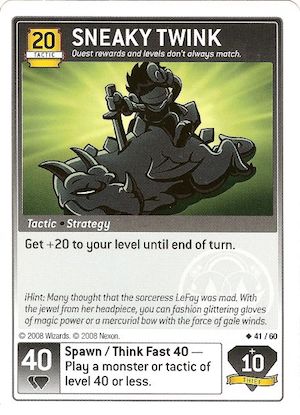 20
TACTIC
SNEAKY TWINK
Quest rewards and levels don't always match.
Tactic • Strategy
Get +20 to your level until end of turn.
iHint: Many thought that the sorceress LeFay was mad. With
the jewel from her headpiece, you can fashion glittering gloves
of magic power or a mercurial bow with the force of gale winds.
© 2008 Wizards. © 2008 Nexon.
◆ 41 / 60
40
Spawn / Think Fast 40 —
Play a monster or tactic of
level 40 or less.
+
10
THIEF